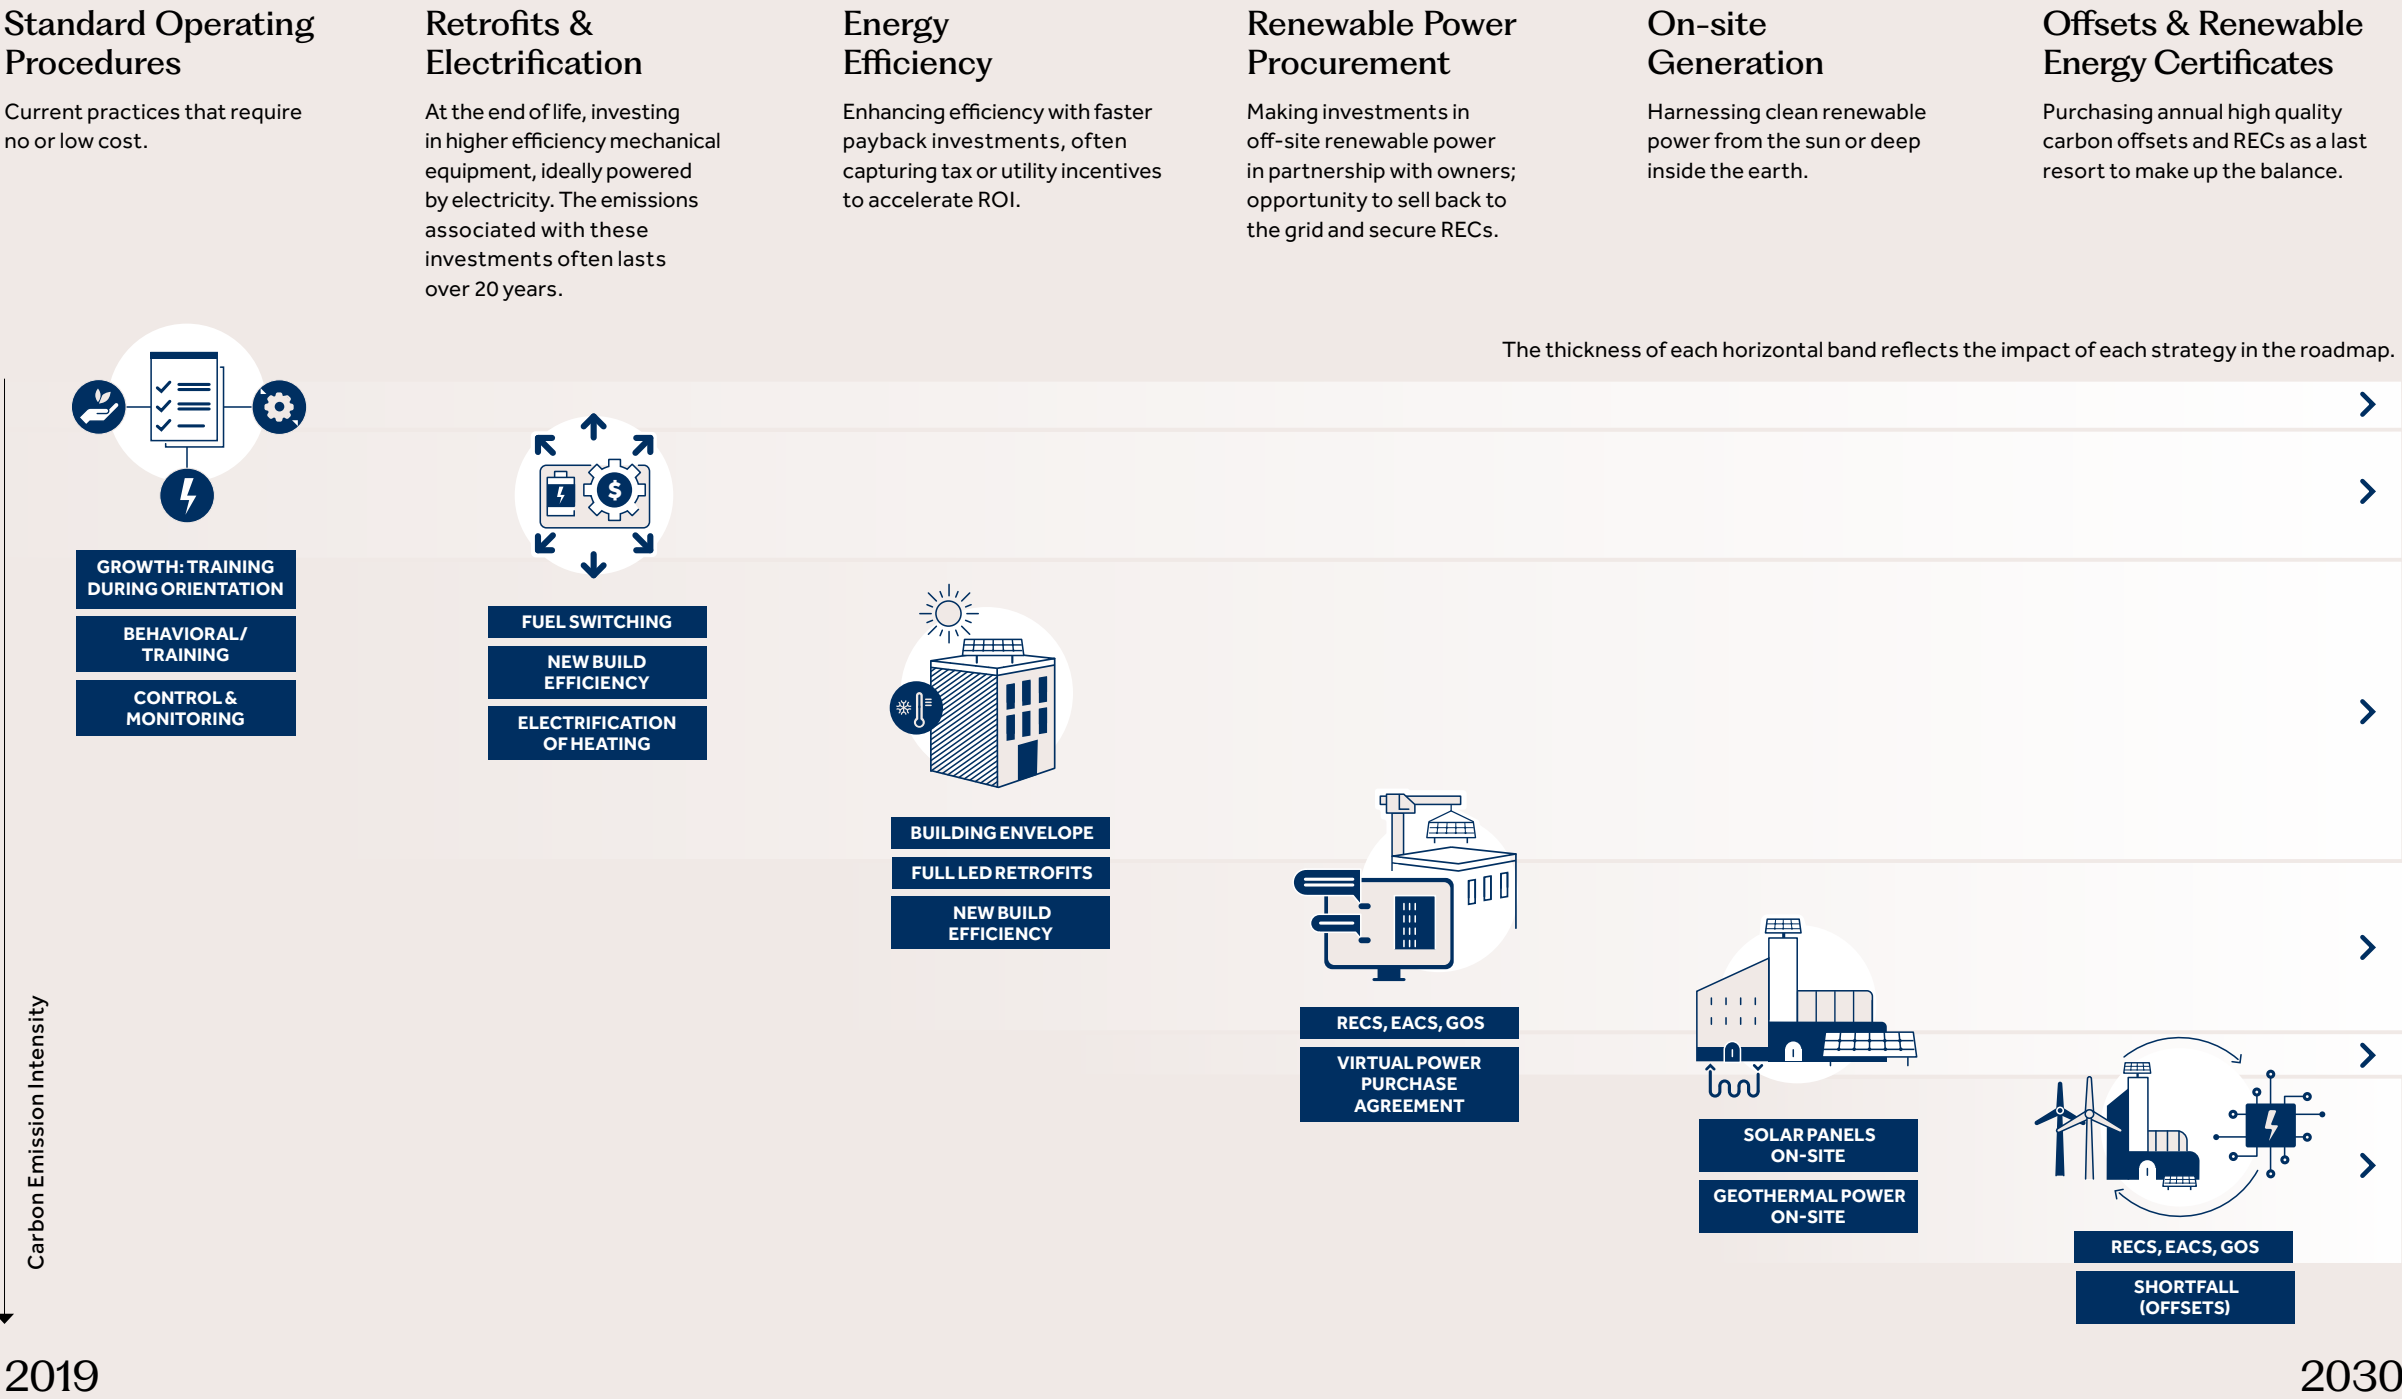 Standard Operating
Procedures
Current practices that require
no or low cost.
Retrofits &
Electrification
At the end of life, investing
in higher efficiency mechanical
equipment, ideally powered
by electricity. The emissions
associated with these
investments often lasts
over 20 years.
Energy
Efficiency
Enhancing efficiency with faster
payback investments, often
capturing tax or utility incentives
to accelerate ROI.
Renewable Power
Procurement
Making investments in
off-site renewable power
in partnership with owners;
opportunity to sell back to
the grid and secure RECs.
On-site
Generation
Harnessing clean renewable
power from the sun or deep
inside the earth.
Offsets & Renewable
Energy Certificates
Purchasing annual high quality
carbon offsets and RECs as a last
resort to make up the balance.
The thickness of each horizontal band reflects the impact of each strategy in the roadmap.
GROWTH: TRAINING
DURING ORIENTATION
BEHAVIORAL/
TRAINING
CONTROL &
MONITORING
$
FUEL SWITCHING
NEW BUILD
EFFICIENCY
ELECTRIFICATION
OF HEATING
BUILDING ENVELOPE
FULL LED RETROFITS
NEW BUILD
EFFICIENCY
RECS, EACS, GOS
VIRTUAL POWER
PURCHASE
AGREEMENT
SOLAR PANELS
ON-SITE
GEOTHERMAL POWER
ON-SITE
RECS, EACS, GOS
SHORTFALL
(OFFSETS)
Carbon Emission Intensity
2019
2030